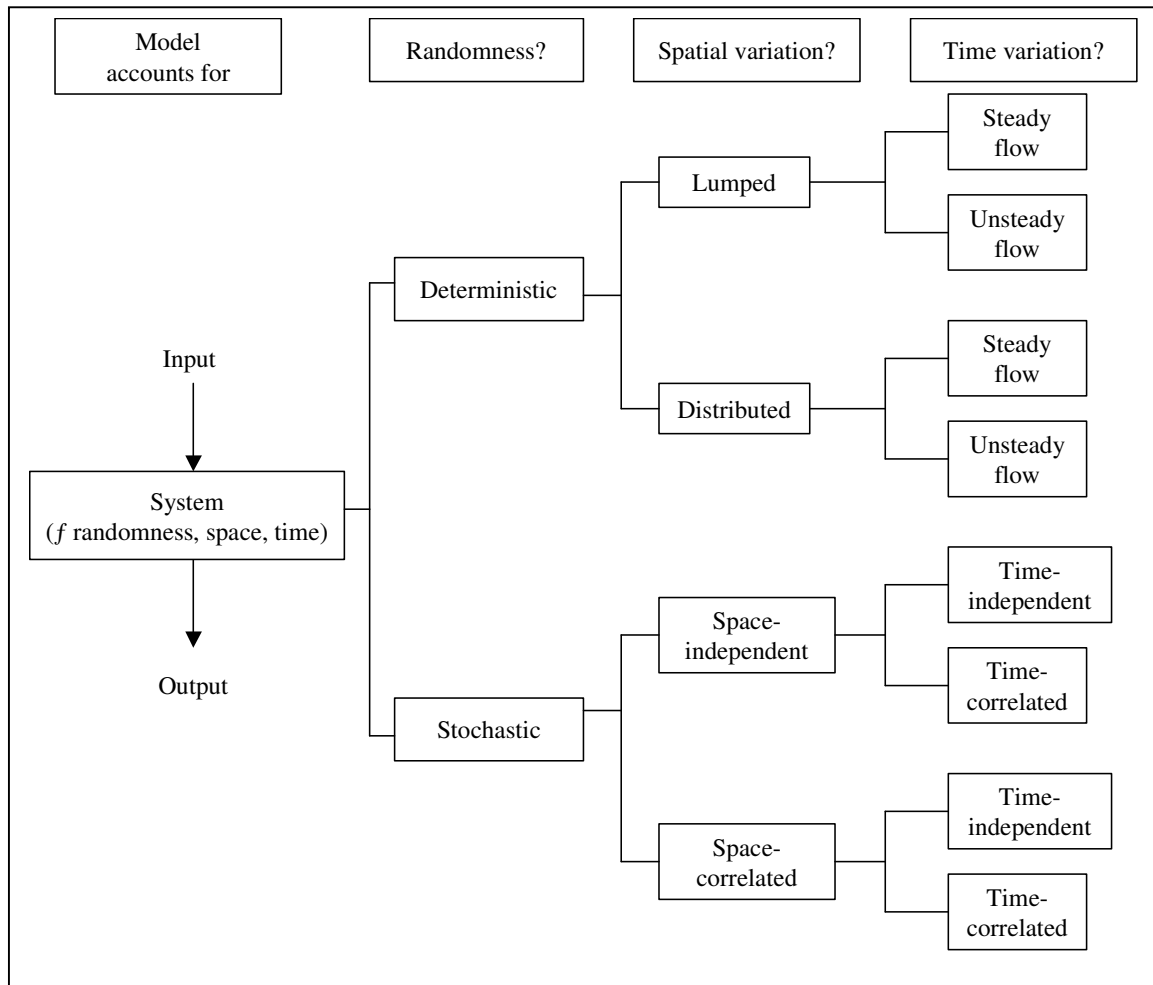 Model
accounts for
Randomness?
Spatial variation?
Time variation?
Steady
flow
Lumped
Unsteady
flow
Deterministic
Steady
flow
Input
Distributed
Unsteady
flow
System
(ƒ randomness, space, time)
Time-
independent
Space-
independent
Time-
correlated
Output
Stochastic
Time-
independent
Space-
correlated
Time-
correlated